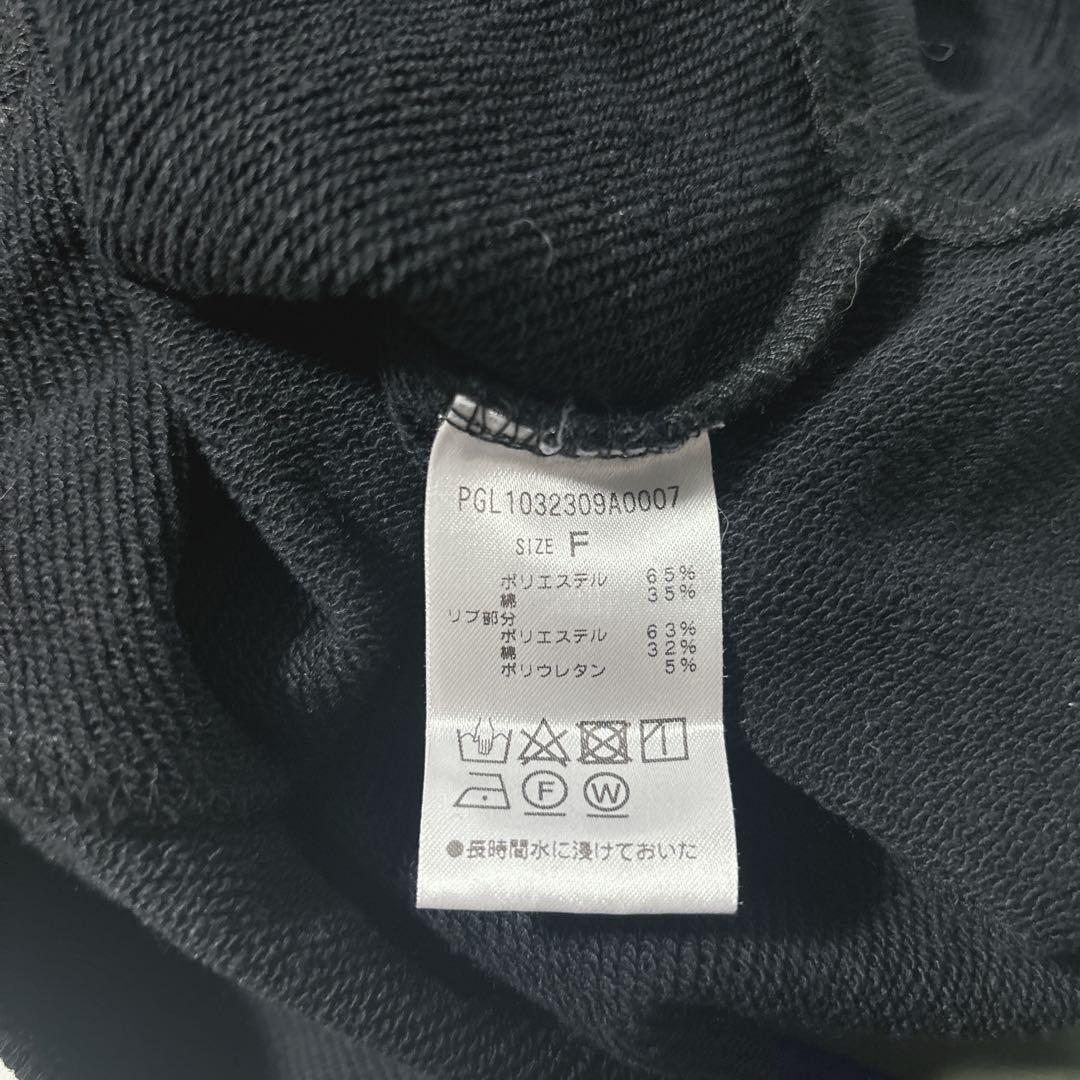 PGL1032309A0007
SIZE F
ポリエステル 65%
綿 35%
リブ部分
ポリエステル 63%
綿 32%
ポリウレタン 5%
F W
●長時間水に浸けておいた